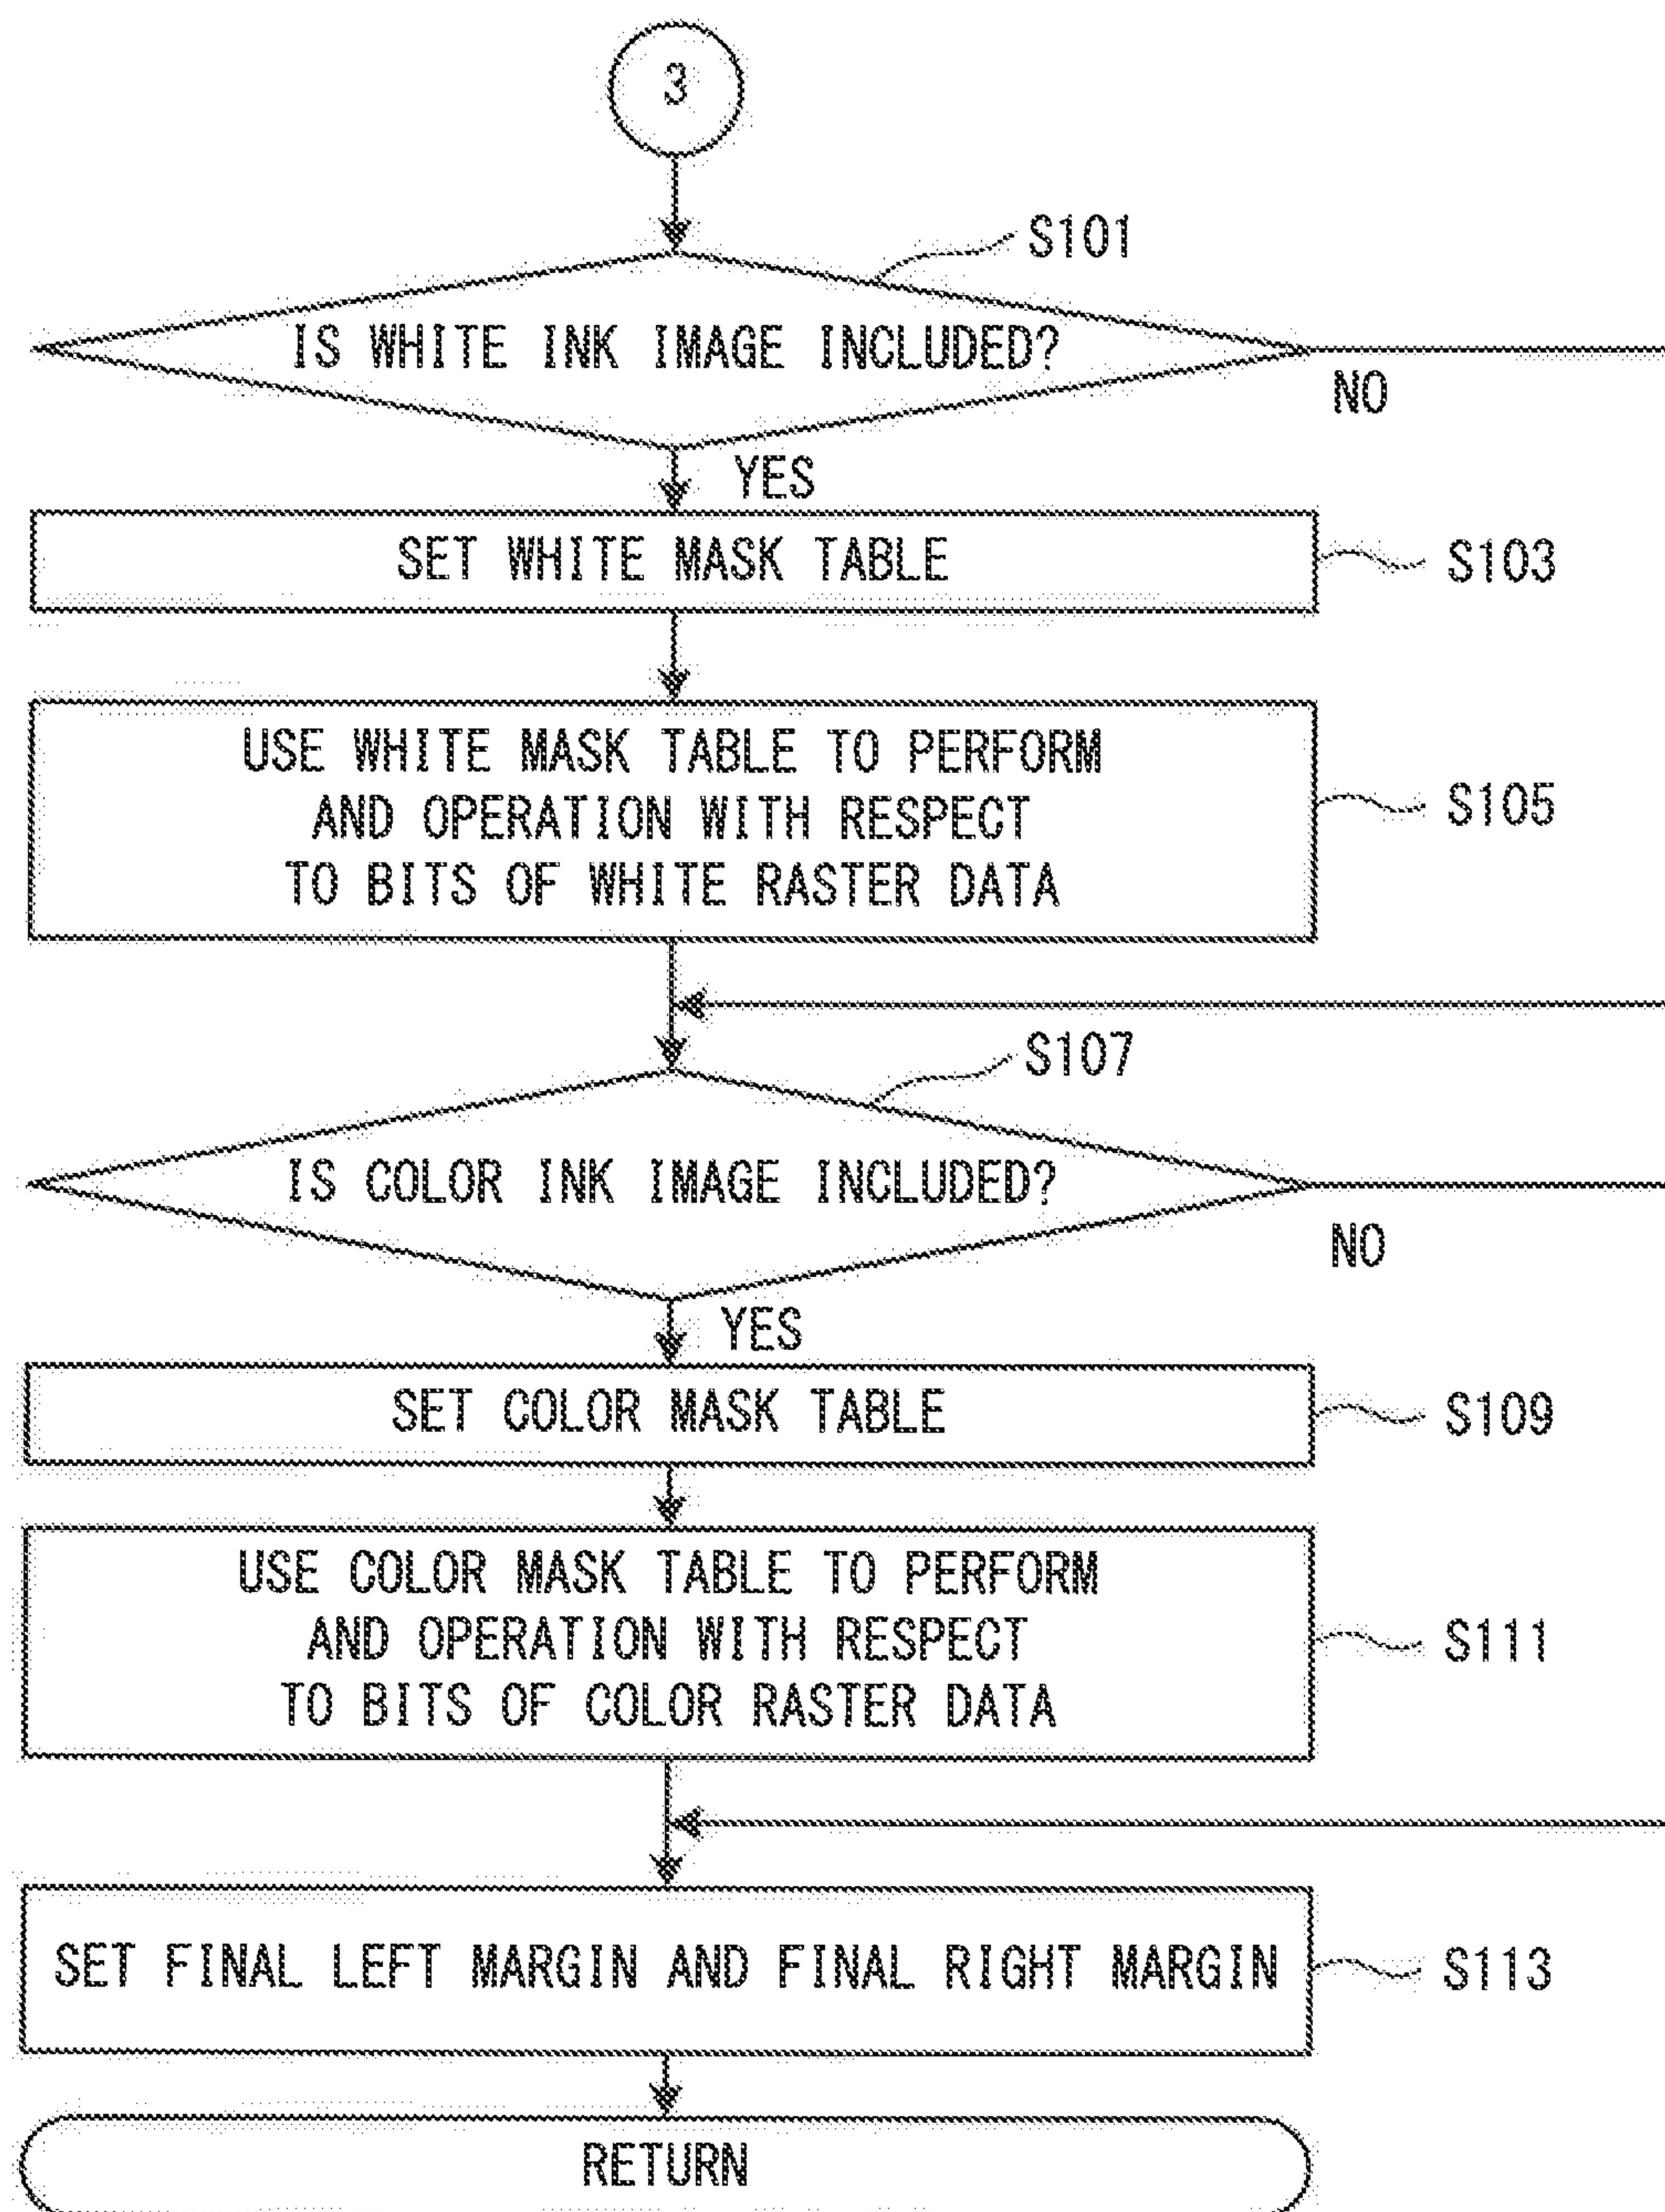 3
S101
IS WHITE INK IMAGE INCLUDED?
NO
YES
SET WHITE MASK TABLE
S103
USE WHITE MASK TABLE TO PERFORM
AND OPERATION WITH RESPECT
TO BITS OF WHITE RASTER DATA
S105
S107
IS COLOR INK IMAGE INCLUDED?
NO
YES
SET COLOR MASK TABLE
S109
USE COLOR MASK TABLE TO PERFORM
AND OPERATION WITH RESPECT
TO BITS OF COLOR RASTER DATA
S111
SET FINAL LEFT MARGIN AND FINAL RIGHT MARGIN
S113
RETURN